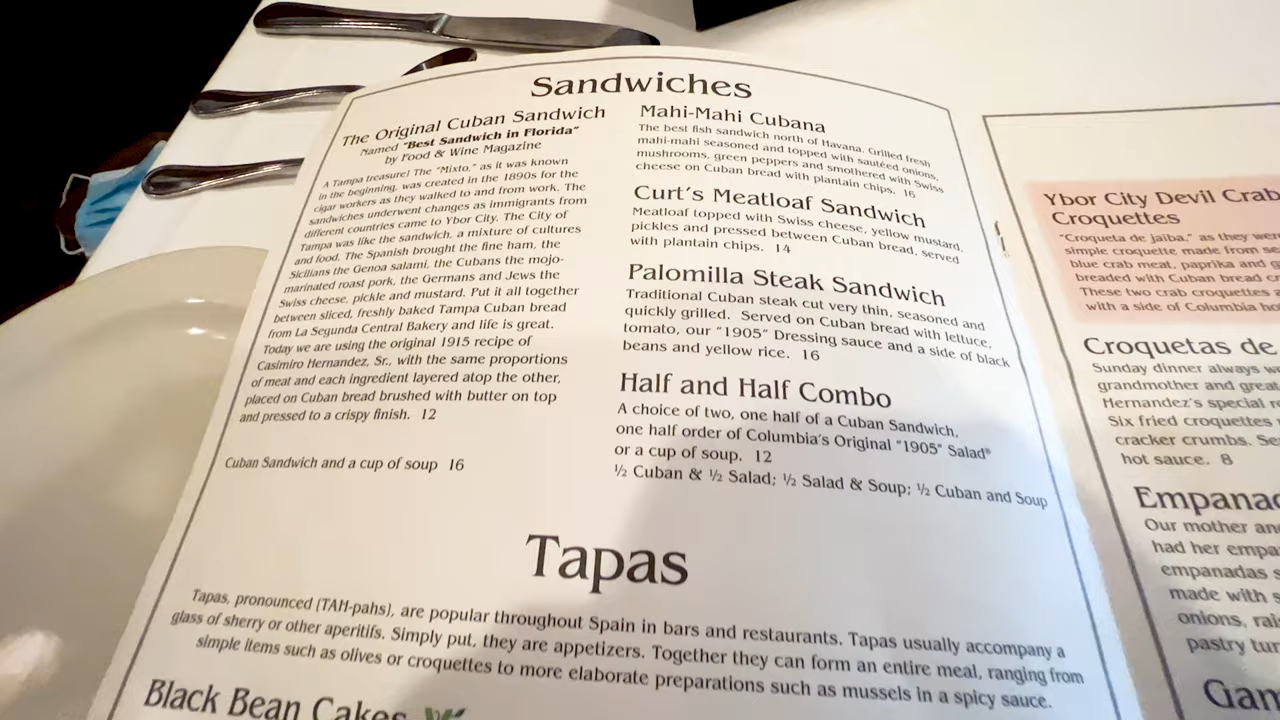 Sandwiches
The Original Cuban Sandwich
Named "Best Sandwich in Florida"
by Food & Wine Magazine
A Tampa treasure! The "Mixto," as it was known
in the beginning, was created in the 1890s for the
cigar workers as they walked to and from work. The
sandwiches underwent changes as immigrants from
different countries came to Ybor City. The City of
Tampa was like the sandwich, a mixture of cultures
and food. The Spanish brought the fine ham, the
Sicilians the Genoa salami, the Cubans the mojo-
marinated roast pork, the Germans and Jews the
Swiss cheese, pickle and mustard. Put it all together
between sliced, freshly baked Tampa Cuban bread
from La Segunda Central Bakery and life is great.
Today we are using the original 1915 recipe of
Casimiro Hernandez, Sr., with the same proportions
of meat and each ingredient layered atop the other,
placed on Cuban bread brushed with butter on top
and pressed to a crispy finish. 12
Cuban Sandwich and a cup of soup 16
Mahi-Mahi Cubana
The best fish sandwich north of Havana. Grilled fresh
mahi-mahi seasoned and topped with sautéed onions,
mushrooms, green peppers and smothered with Swiss
cheese on Cuban bread with plantain chips. 16
Curt's Meatloaf Sandwich
Meatloaf topped with Swiss cheese, yellow mustard,
pickles and pressed between Cuban bread, served
with plantain chips. 14
Palomilla Steak Sandwich
Traditional Cuban steak cut very thin, seasoned and
quickly grilled. Served on Cuban bread with lettuce,
tomato, our "1905" Dressing sauce and a side of black
beans and yellow rice. 16
Half and Half Combo
A choice of two, one half of a Cuban Sandwich,
one half order of Columbia's Original "1905" Salad®
or a cup of soup. 12
½ Cuban & ½ Salad; ½ Salad & Soup; ½ Cuban and Soup
Tapas
Tapas, pronounced (TAH-pahs), are popular throughout Spain in bars and restaurants. Tapas usually accompany a
glass of sherry or other aperitifs. Simply put, they are appetizers. Together they can form an entire meal, ranging from
simple items such as olives or croquettes to more elaborate preparations such as mussels in a spicy sauce.
Black Bean Cakes
Ybor City Devil Crab
Croquettes
"Croqueta de jaiba," as they were
simple croquette made from
blue crab meat, paprika and
breaded with Cuban bread
These two crab croquettes
with a side of Columbia
Croquetas de
Sunday dinner always
grandmother and great
Hernandez's special
Six fried croquettes
cracker crumbs.
hot sauce. 8
Our mother
had her
empanadas
made with
onions,
pastry